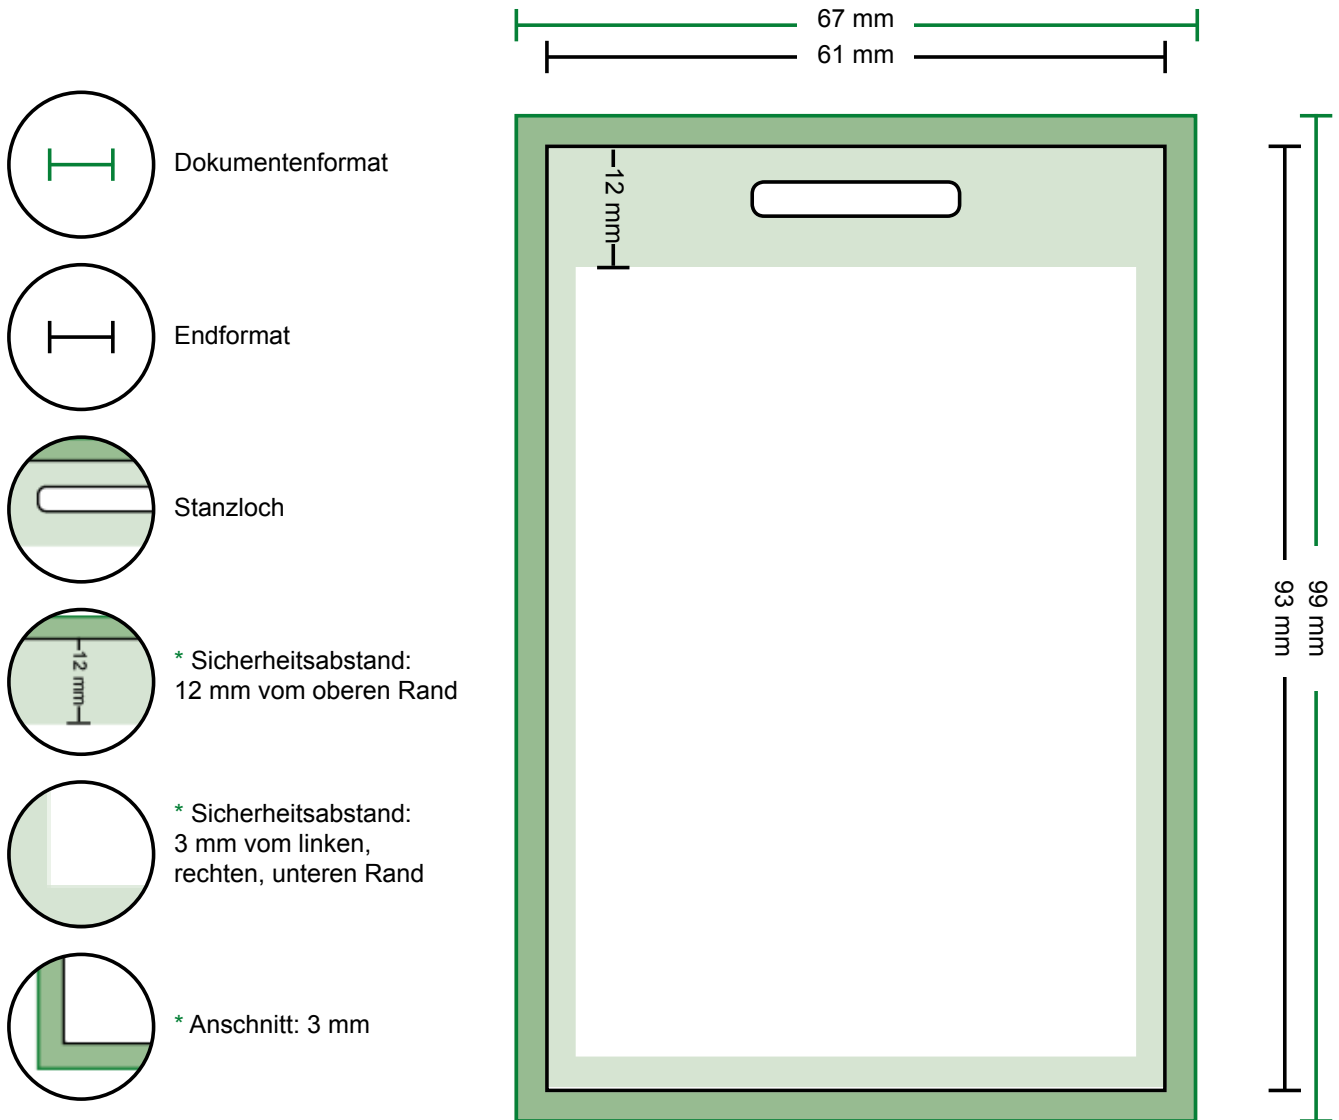 67 mm
61 mm
Dokumentenformat
12 mm
Endformat
Stanzloch
93 mm
99 mm
12 mm
* Sicherheitsabstand:
12 mm vom oberen Rand
* Sicherheitsabstand:
3 mm vom linken,
rechten, unteren Rand
* Anschnitt: 3 mm